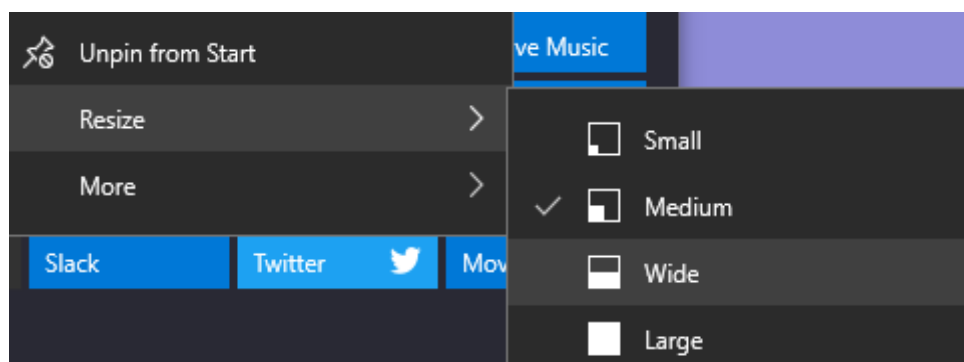 Unpin from Start
ve Music
Resize
Small
More
Medium
Slack
Twitter
Mov
Wide
Large